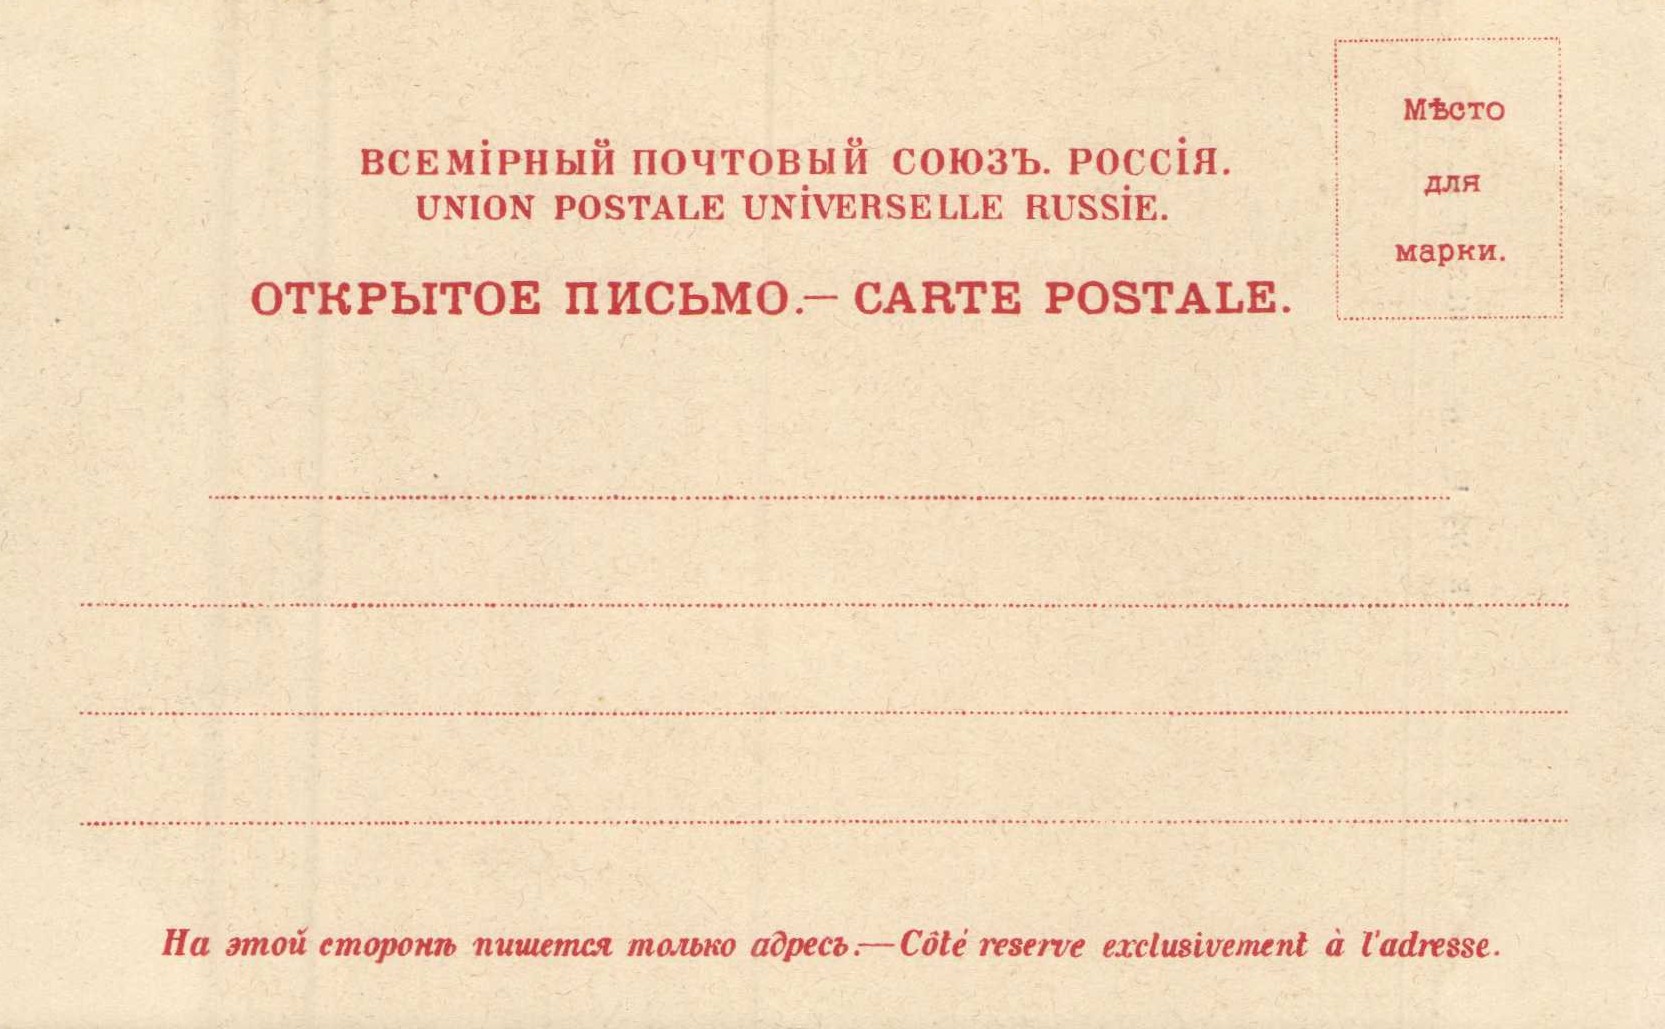 ВСЕМІРНЫЙ ПОЧТОВЫЙ СОЮЗЪ. РОССІЯ.
UNION POSTALE UNIVERSELLE RUSSIE.
ОТКРЫТОЕ ПИСЬМО.— CARTE POSTALE.
Мѣсто
для
марки.
На этой сторонѣ пишется только адресъ.—Côté reserve exclusivement à l'adresse.